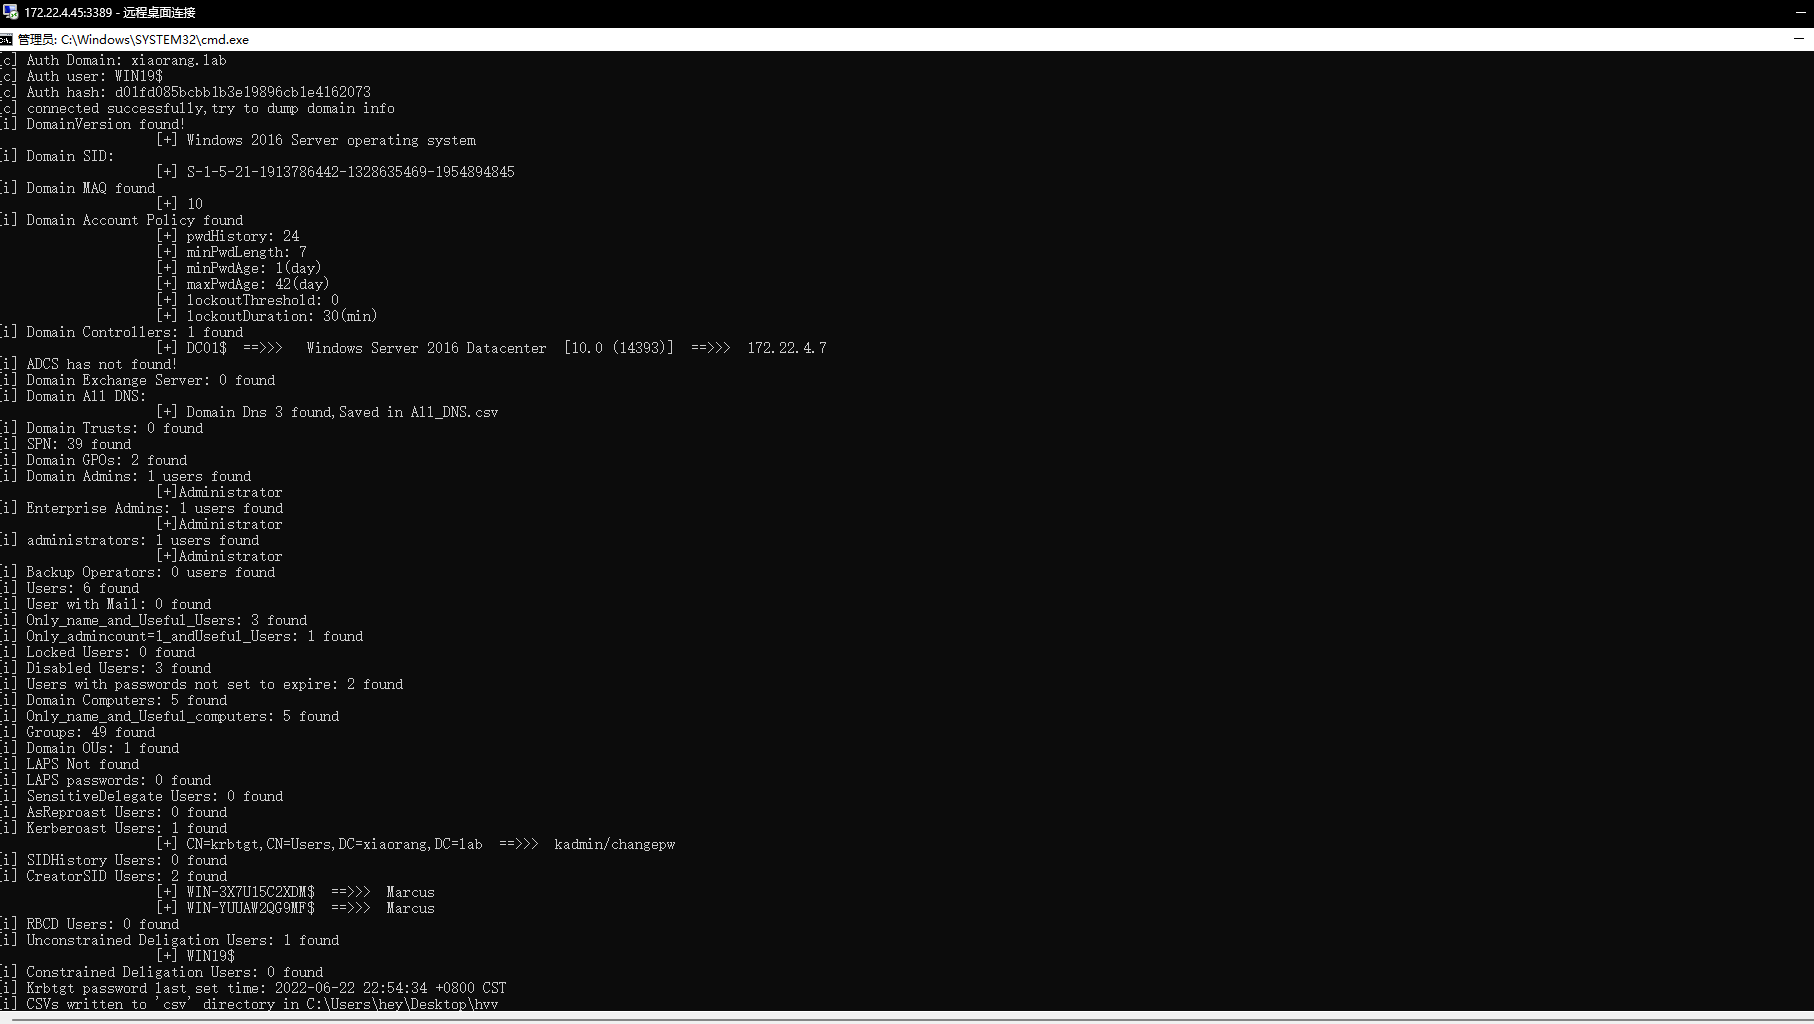 172.22.4.45:3389 - 远程桌面连接
管理员: C:\Windows\SYSTEM32\cmd.exe
[c] Auth Domain: xiaorang.lab
[c] Auth user: WIN19$
[c] Auth hash: d01fd085bcbb1b3e19896cb1e4162073
[c] connected successfully,try to dump domain info
[i] DomainVersion found!
[+] Windows 2016 Server operating system
[i] Domain SID:
[+] S-1-5-21-1913786442-1328635469-1954894845
[i] Domain MAQ found
[+] 10
[i] Domain Account Policy found
[+] pwdHistory: 24
[+] minPwdLength: 7
[+] minPwdAge: 1(day)
[+] maxPwdAge: 42(day)
[+] lockoutThreshold: 0
[+] lockoutDuration: 30(min)
[i] Domain Controllers: 1 found
[+] DC01$  ==>>>   Windows Server 2016 Datacenter  [10.0 (14393)]  ==>>>  172.22.4.7
[i] ADCS has not found!
[i] Domain Exchange Server: 0 found
[i] Domain All DNS:
[+] Domain Dns 3 found,Saved in All_DNS.csv
[i] Domain Trusts: 0 found
[i] SPN: 39 found
[i] Domain GPOs: 2 found
[i] Domain Admins: 1 users found
[+]Administrator
[i] Enterprise Admins: 1 users found
[+]Administrator
[i] administrators: 1 users found
[+]Administrator
[i] Backup Operators: 0 users found
[i] Users: 6 found
[i] User with Mail: 0 found
[i] Only_name_and_Useful_Users: 3 found
[i] Only_admincount=1_andUseful_Users: 1 found
[i] Locked Users: 0 found
[i] Disabled Users: 3 found
[i] Users with passwords not set to expire: 2 found
[i] Domain Computers: 5 found
[i] Only_name_and_Useful_computers: 5 found
[i] Groups: 49 found
[i] Domain OUs: 1 found
[i] LAPS Not found
[i] LAPS passwords: 0 found
[i] SensitiveDelegate Users: 0 found
[i] AsReproast Users: 0 found
[i] Kerberoast Users: 1 found
[+] CN=krbtgt,CN=Users,DC=xiaorang,DC=lab  ==>>>  kadmin/changepw
[i] SIDHistory Users: 0 found
[i] CreatorSID Users: 2 found
[+] WIN-3X7U15C2XDM$  ==>>>  Marcus
[+] WIN-YUUAW2QG9MF$  ==>>>  Marcus
[i] RBCD Users: 0 found
[i] Unconstrained Deligation Users: 1 found
[+] WIN19$
[i] Constrained Deligation Users: 0 found
[i] Krbtgt password last set time: 2022-06-22 22:54:34 +0800 CST
[i] CSVs written to 'csv' directory in C:\Users\hey\Desktop\hvv